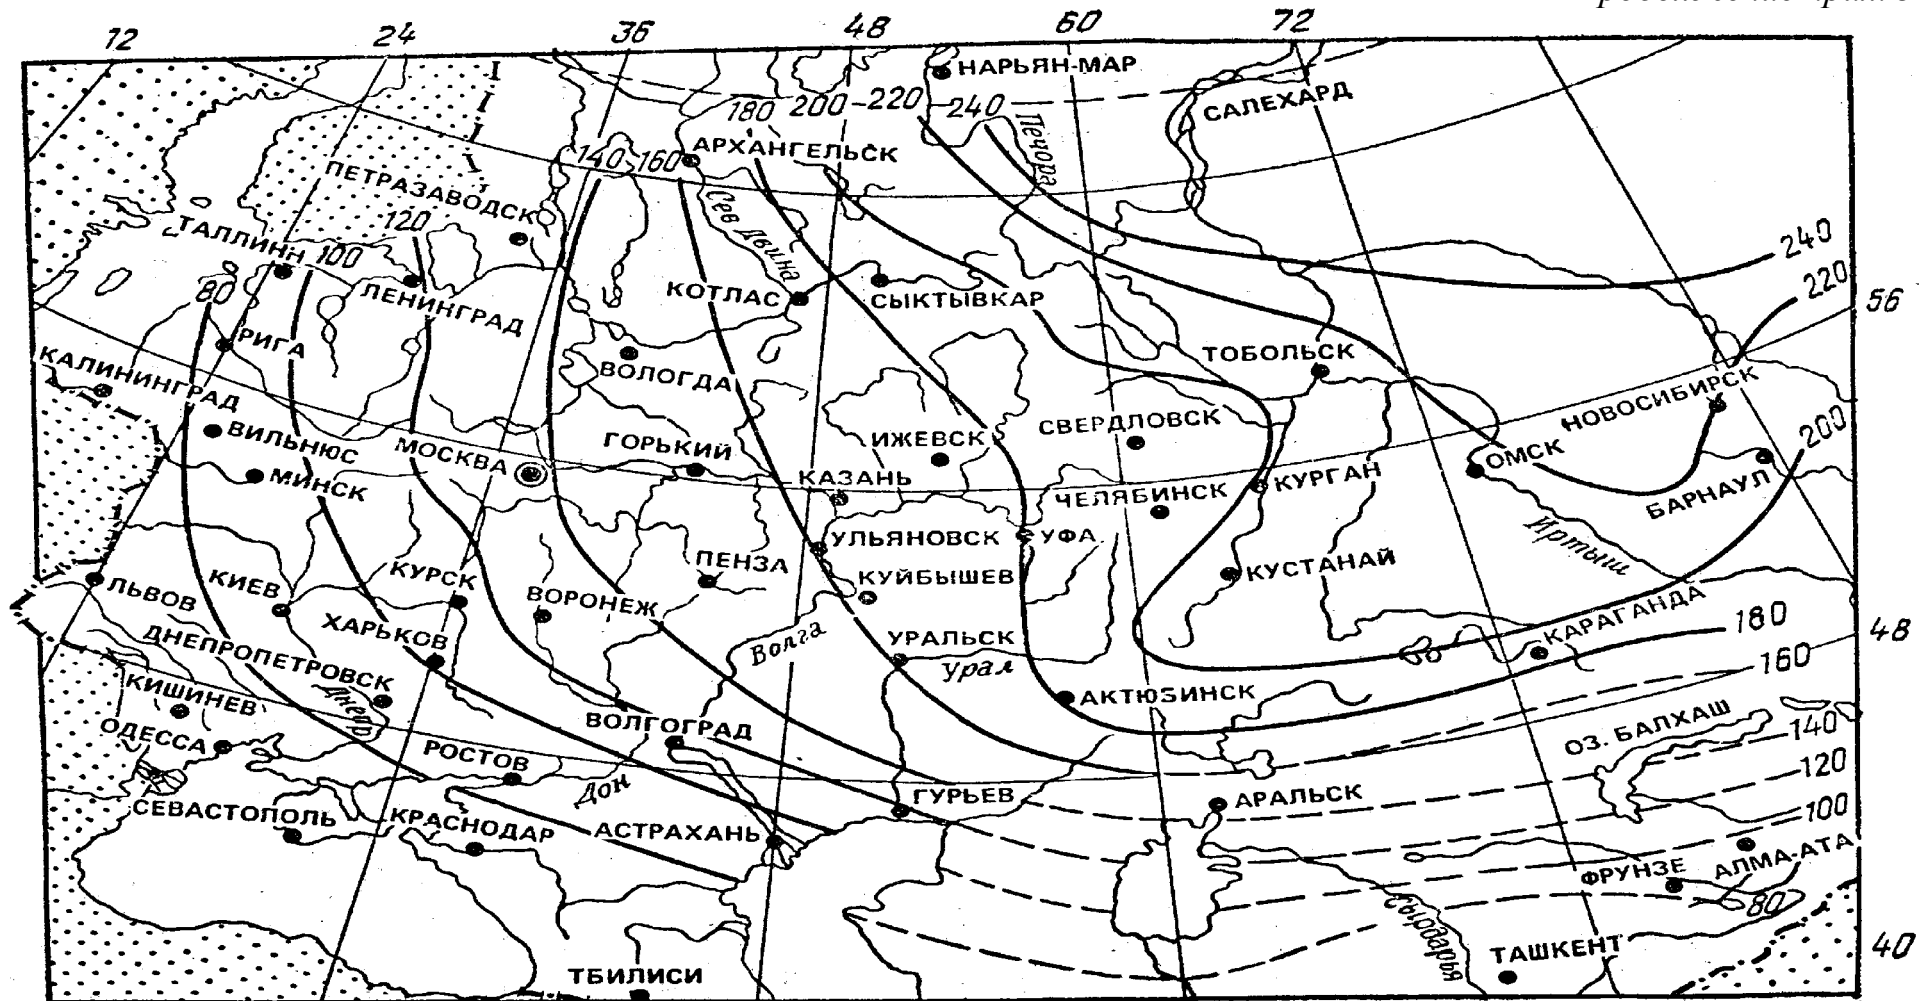 12 24 36 48 60 72
НАРЬЯН-МАР
180 200-220 240
САЛЕХАРД
Печора
140-160 АРХАНГЕЛЬСК
ПЕТРАЗАВОДСК
Сев Двина
120
ТАЛЛИНН 100
240
80
220
ЛЕНИНГРАД
КОТЛАС
СЫКТЫВКАР
56
РИГА
ТОБОЛЬСК
КАЛИНИНГРАД
ВОЛОГДА
НОВОСИБИРСК
ВИЛЬНЮС
МОСКВА
ГОРЬКИЙ
ИЖЕВСК
СВЕРДЛОВСК
200
МИНСК
КАЗАНЬ
ЧЕЛЯБИНСК
КУРГАН
ОМСК
БАРНАУЛ
УЛЬЯНОВСК
УФА
Иртыш
ЛЬВОВ
КИЕВ
КУРСК
ПЕНЗА
КУЙБЫШЕВ
КУСТАНАЙ
ВОРОНЕЖ
КАРАГАНДА
ХАРЬКОВ
Волга
УРАЛЬСК
180
48
ДНЕПРОПЕТРОВСК
Урал
160
КИШИНЕВ
Днепр
АКТЮБИНСК
ОДЕССА
ВОЛГОГРАД
ОЗ. БАЛХАШ
140
РОСТОВ
Дон
120
ГУРЬЕВ
АРАЛЬСК
100
СЕВАСТОПОЛЬ
КРАСНОДАР
АСТРАХАНЬ
ФРУНЗЕ
АЛМА-АТА
80
Сырдарья
ТАШКЕНТ
40
ТБИЛИСИ